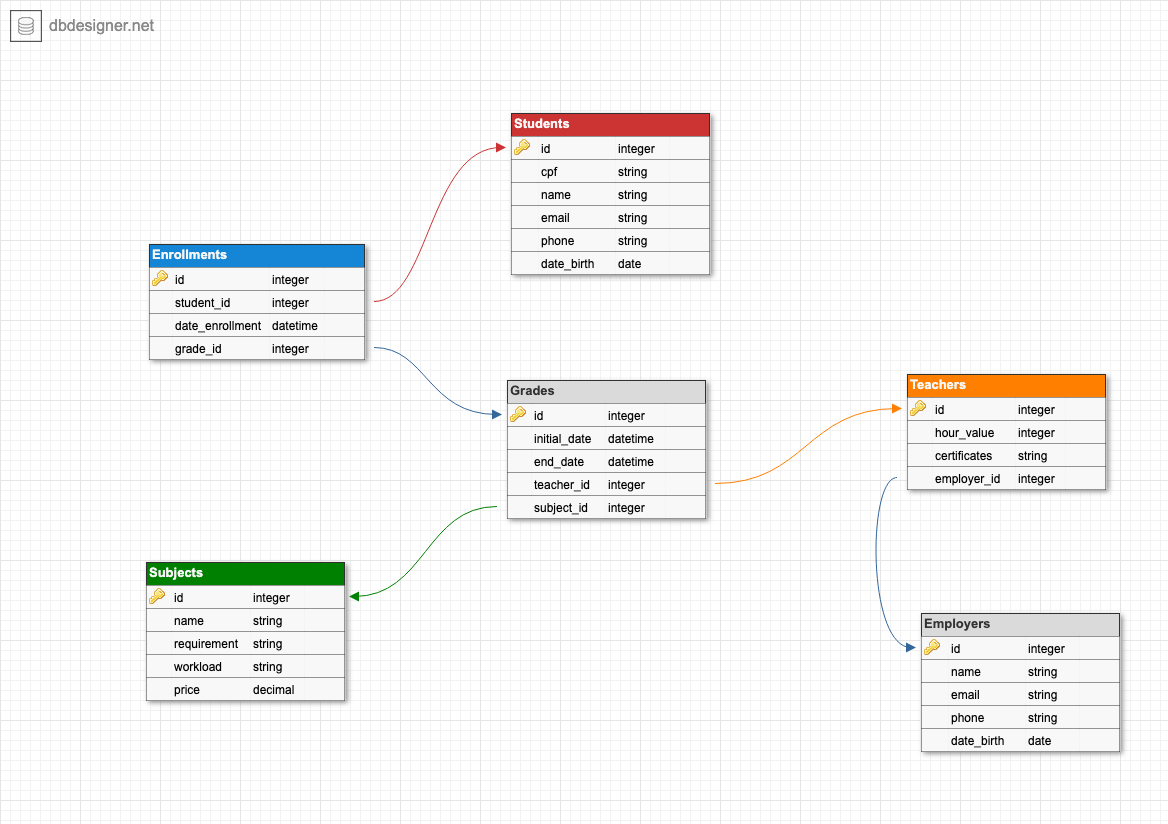 dbdesigner.net
Students
id integer
cpf string
name string
email string
phone string
date_birth date
Enrollments
id integer
student_id integer
date_enrollment datetime
grade_id integer
Grades
id integer
initial_date datetime
end_date datetime
teacher_id integer
subject_id integer
Teachers
id integer
hour_value integer
certificates string
employer_id integer
Subjects
id integer
name string
requirement string
workload string
price decimal
Employers
id integer
name string
email string
phone string
date_birth date